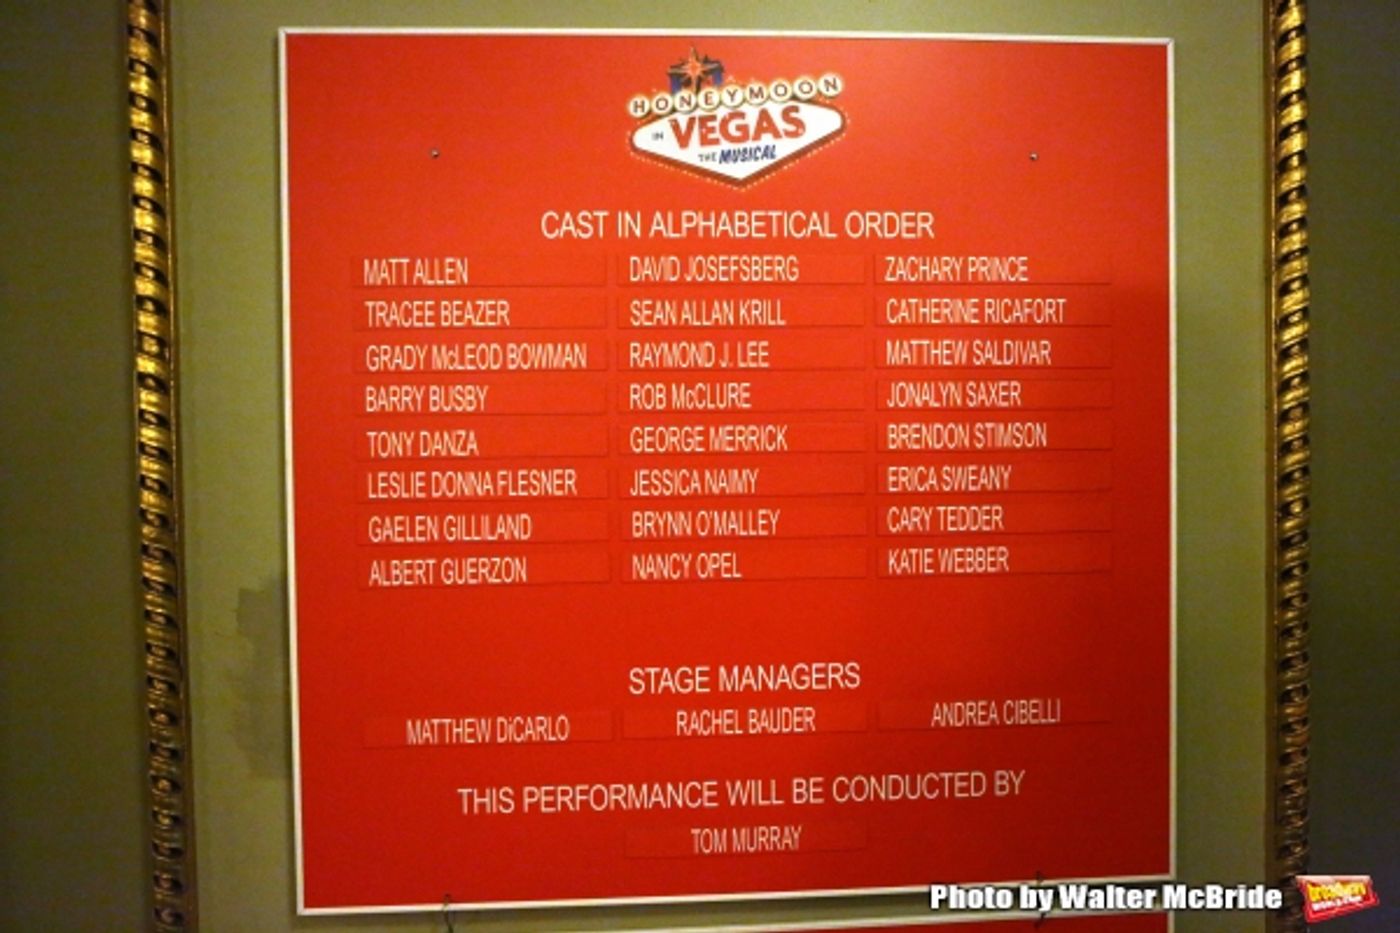 HONEYMOON
IN VEGAS
THE MUSICAL
CAST IN ALPHABETICAL ORDER
MATT ALLEN
TRACEE BEAZER
GRADY McLEOD BOWMAN
BARRY BUSBY
TONY DANZA
LESLIE DONNA FLESNER
GAELEN GILLILAND
ALBERT GUERZON
DAVID JOSEFSBERG
SEAN ALLAN KRILL
RAYMOND J. LEE
ROB McCLURE
GEORGE MERRICK
JESSICA NAIMY
BRYNN O'MALLEY
NANCY OPEL
ZACHARY PRINCE
CATHERINE RICAFORT
MATTHEW SALDIVAR
JONALYN SAXER
BRENDON STIMSON
ERICA SWEANY
CARY TEDDER
KATIE WEBBER
STAGE MANAGERS
MATTHEW DiCARLO RACHEL BAUDER ANDREA CIBELLI
THIS PERFORMANCE WILL BE CONDUCTED BY
TOM MURRAY
Photo by Walter McBride
BROADWAY
WORLD.COM